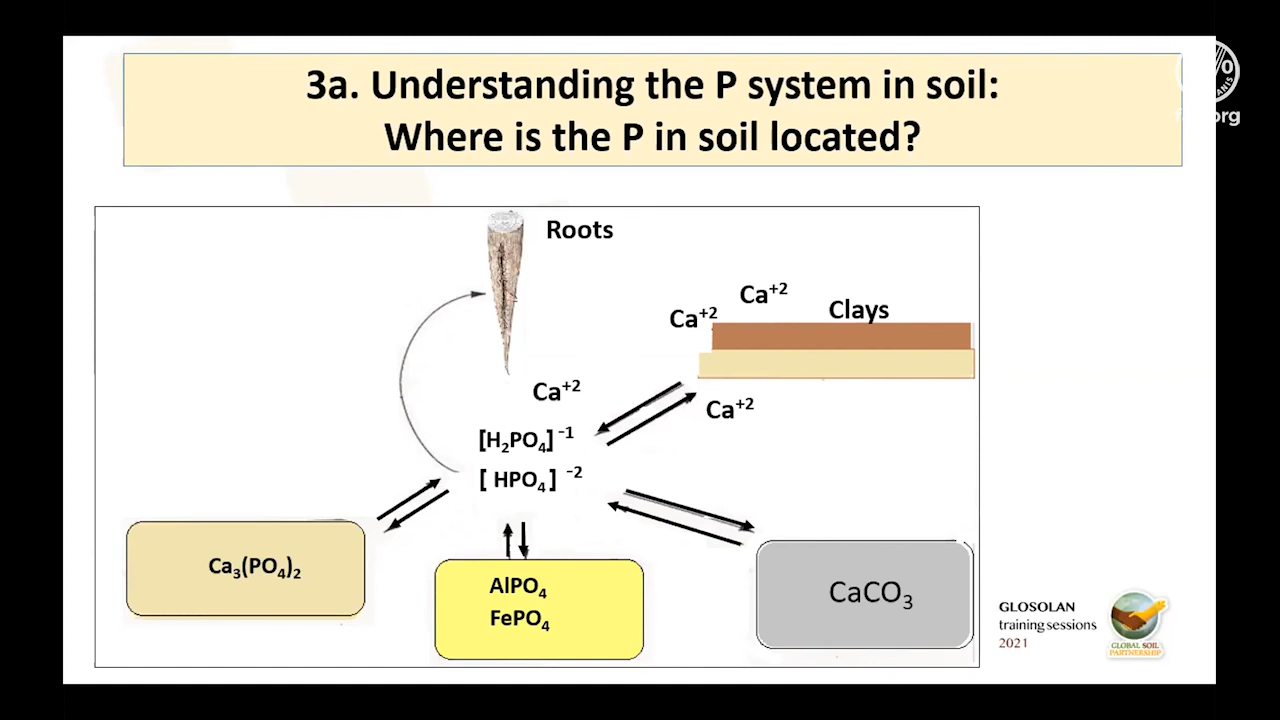 3a. Understanding the P system in soil:
Where is the P in soil located?
Roots
Ca⁺²
Ca⁺²
Clays
Ca⁺²
Ca⁺²
[H₂PO₄]⁻¹
[ HPO₄ ]⁻²
Ca₃(PO₄)₂
AlPO₄
FePO₄
CaCO₃
GLOSOLAN
training sessions
2021
GLOBAL SOIL
PARTNERSHIP